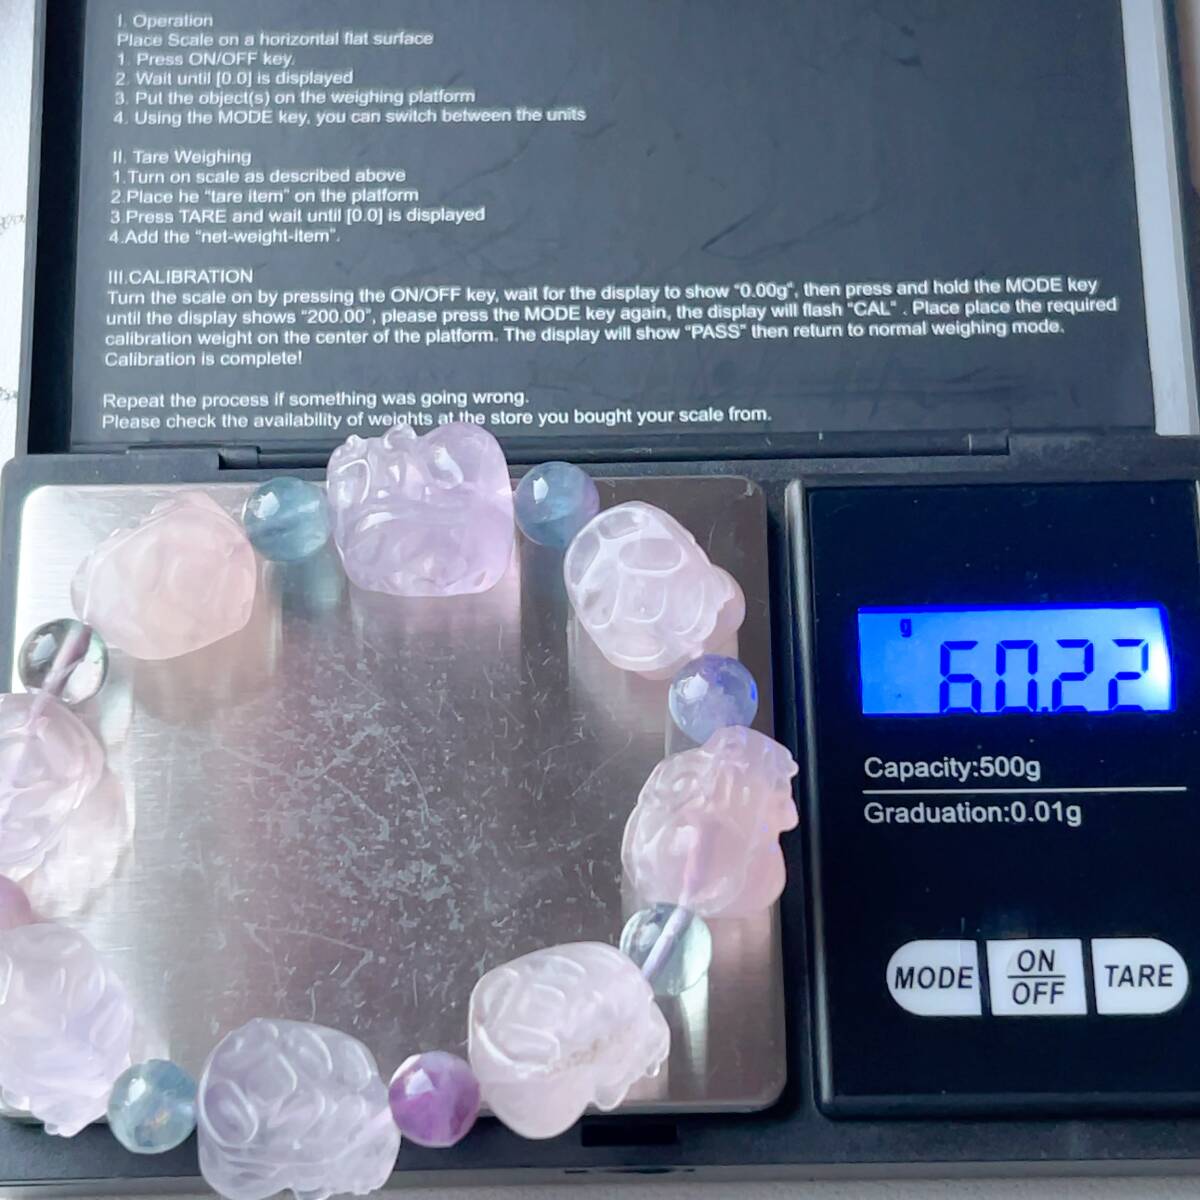 I. Operation
Place Scale on a horizontal flat surface
1. Press ON/OFF key.
2. Wait until [0.0] is displayed
3. Put the object(s) on the weighing platform
4. Using the MODE key, you can switch between the units
II. Tare Weighing
1.Turn on scale as described above
2.Place he "tare item" on the platform
3.Press TARE and wait until [0.0] is displayed
4.Add the "net-weight-item".
III.CALIBRATION
Turn the scale on by pressing the ON/OFF key, wait for the display to show "0.00g", then press and hold the MODE key
until the display shows "200.00", please press the MODE key again, the display will flash "CAL" . Place place the required
calibration weight on the center of the platform. The display will show "PASS" then return to normal weighing mode.
Calibration is complete!
Repeat the process if something was going wrong.
Please check the availability of weights at the store you bought your scale from.
g
60.22
Capacity:500g
Graduation:0.01g
MODE
ON
OFF
TARE